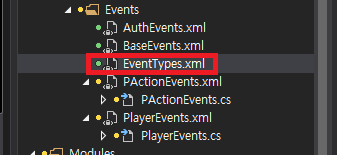 Events
AuthEvents.xml
BaseEvents.xml
EventTypes.xml
PActionEvents.xml
PActionEvents.cs
PlayerEvents.xml
PlayerEvents.cs
Modules